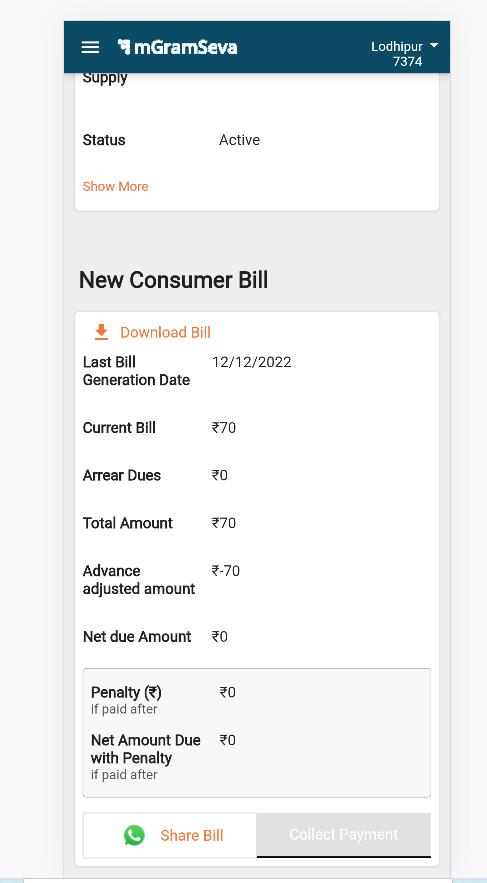 mGramSeva
Lodhipur
7374
Supply
Status Active
Show More
New Consumer Bill
Download Bill
Last Bill 12/12/2022
Generation Date
Current Bill ₹70
Arrear Dues ₹0
Total Amount ₹70
Advance ₹-70
adjusted amount
Net due Amount ₹0
Penalty (₹) ₹0
if paid after
Net Amount Due ₹0
with Penalty
if paid after
Share Bill Collect Payment